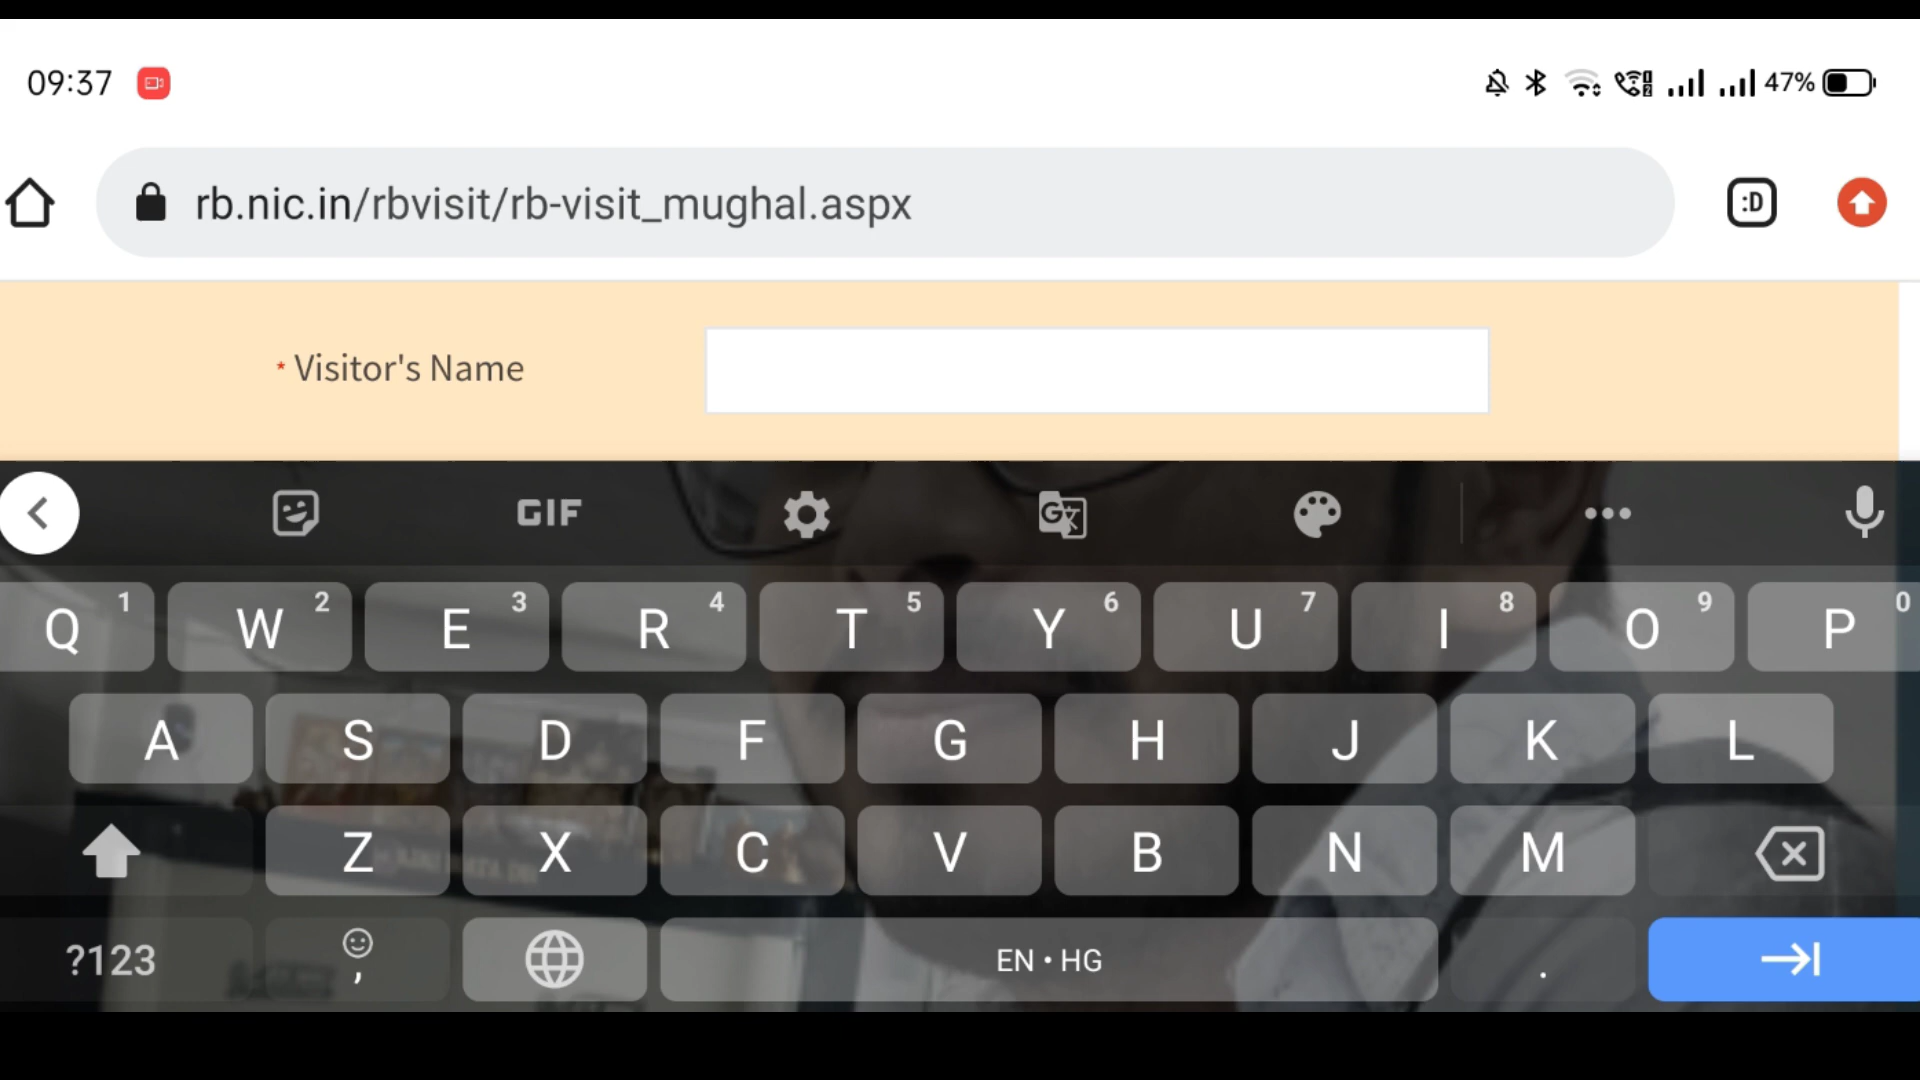 09:37
47%
rb.nic.in/rbvisit/rb-visit_mughal.aspx
:D
* Visitor's Name
GIF
Q 1 W 2 E 3 R 4 T 5 Y 6 U 7 I 8 O 9 P 0
A S D F G H J K L
Z X C V B N M
?123 , EN • HG .